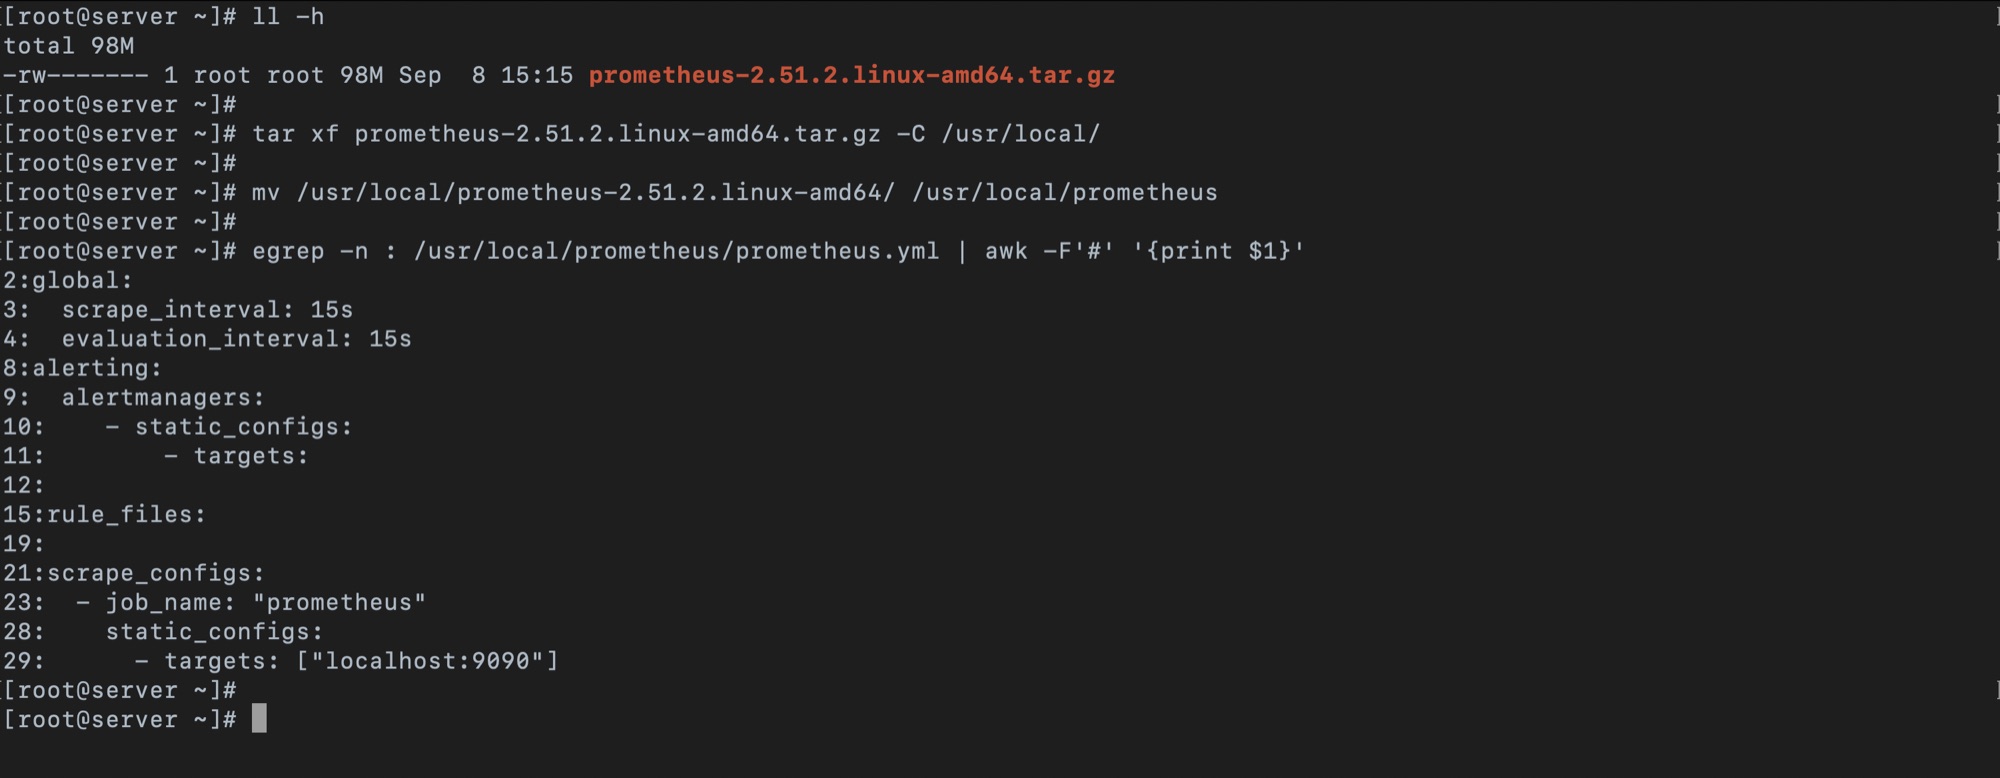 [root@server ~]# ll -h
total 98M
-rw------- 1 root root 98M Sep  8 15:15 prometheus-2.51.2.linux-amd64.tar.gz
[root@server ~]#
[root@server ~]# tar xf prometheus-2.51.2.linux-amd64.tar.gz -C /usr/local/
[root@server ~]#
[root@server ~]# mv /usr/local/prometheus-2.51.2.linux-amd64/ /usr/local/prometheus
[root@server ~]#
[root@server ~]# egrep -n : /usr/local/prometheus/prometheus.yml | awk -F'#' '{print $1}'
2:global:
3:  scrape_interval: 15s
4:  evaluation_interval: 15s
8:alerting:
9:  alertmanagers:
10:    - static_configs:
11:        - targets:
12:
15:rule_files:
19:
21:scrape_configs:
23:  - job_name: "prometheus"
28:    static_configs:
29:      - targets: ["localhost:9090"]
[root@server ~]#
[root@server ~]#